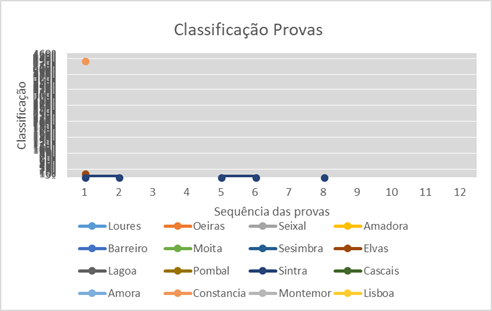 Classificação Provas
Classificação
1 2 3 4 5 6 7 8 9 10 11 12
Sequência das provas
Loures Oeiras Seixal Amadora
Barreiro Moita Sesimbra Elvas
Lagoa Pombal Sintra Cascais
Amora Constancia Montemor Lisboa